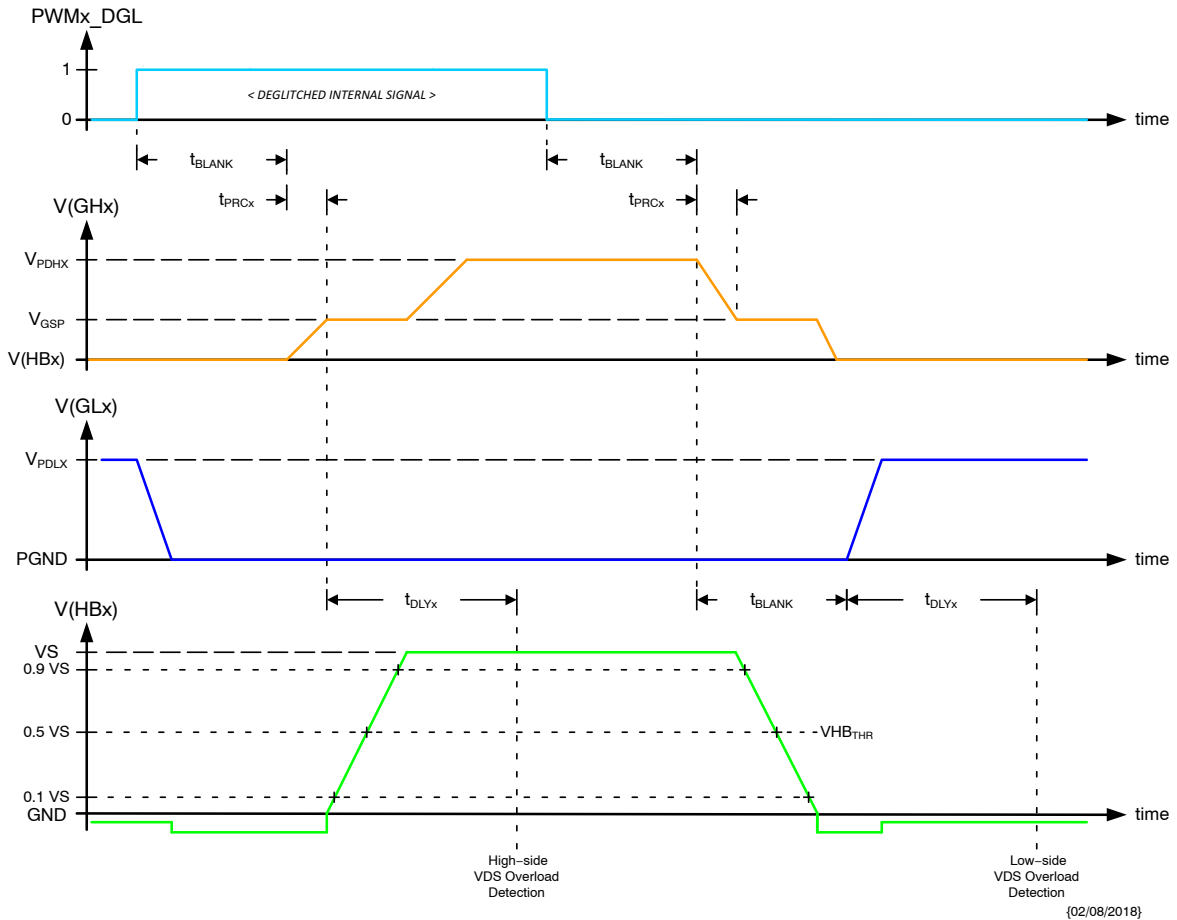 PWMx_DGL
1
< DEGLITCHED INTERNAL SIGNAL >
0
time
tBLANK
tBLANK
tPRCx
tPRCx
V(GHx)
VPDHX
VGSP
V(HBx)
time
V(GLx)
VPDLX
PGND
time
tDLYx
tBLANK
tDLYx
V(HBx)
VS
0.9 VS
0.5 VS
VHBTHR
0.1 VS
GND
time
High−side
VDS Overload
Detection
Low−side
VDS Overload
Detection
{02/08/2018}